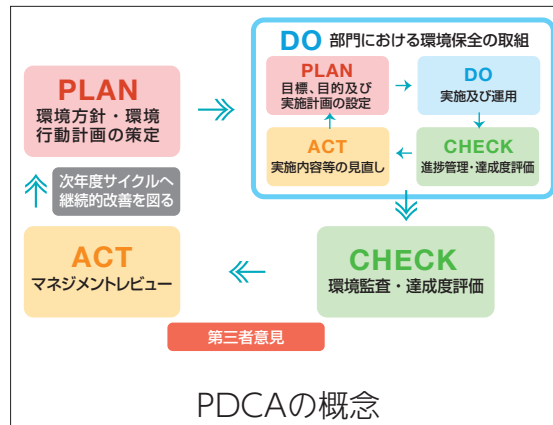 DO 部門における環境保全の取組
PLAN
目標、目的及び
実施計画の設定
DO
実施及び運用
ACT
実施内容等の見直し
CHECK
進捗管理・達成度評価
PLAN
環境方針・環境
行動計画の策定
次年度サイクルへ
継続的改善を図る
ACT
マネジメントレビュー
CHECK
環境監査・達成度評価
第三者意見
PDCAの概念